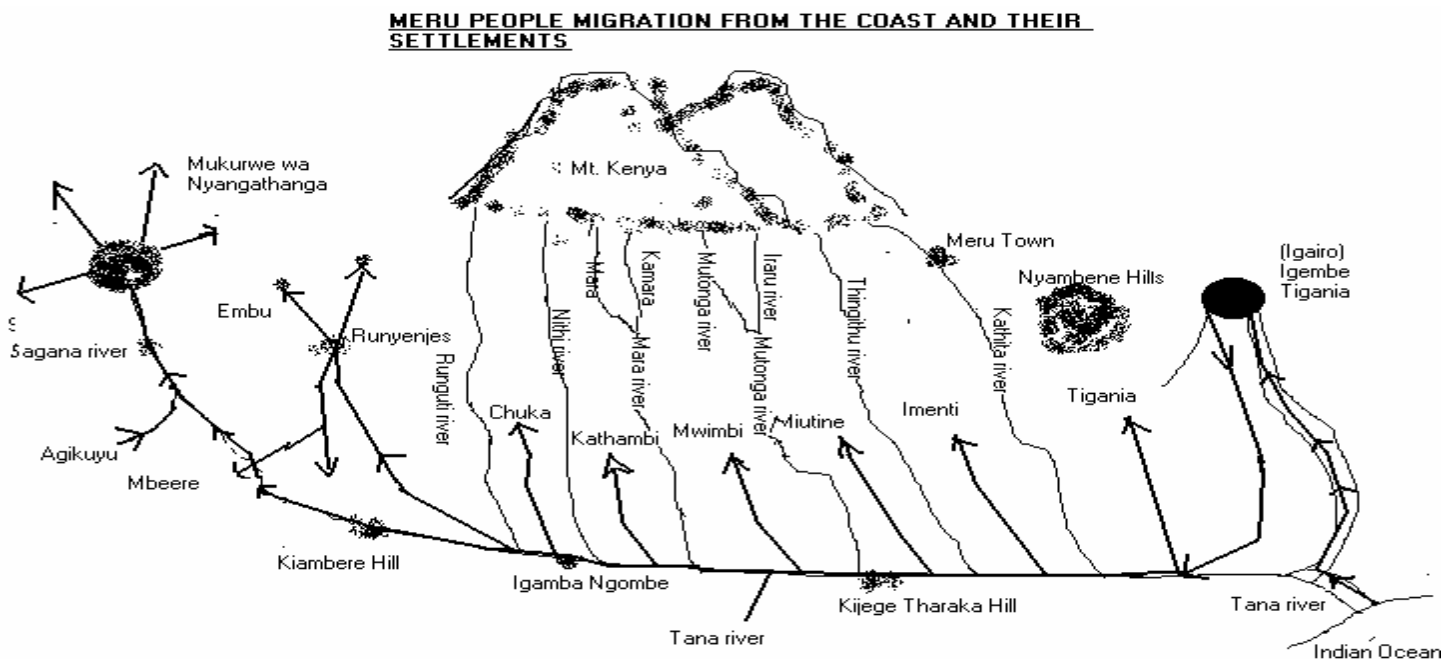 MERU PEOPLE MIGRATION FROM THE COAST AND THEIR
SETTLEMENTS
Mukurwe wa
Nyangathanga
Mt. Kenya
Meru Town
(Igairo)
Igembe
Tigania
Nyambene Hills
Embu
Runyenjes
Sagana river
Runguti river
Nithi river
Mara
Kamara
Mara river
Mutonga river
Iraru river
Mutonga river
Thingithu river
Kathita river
Chuka
Kathambi
Mwimbi
Miutine
Imenti
Tigania
Agikuyu
Mbeere
Kiambere Hill
Igamba Ngombe
Kijege Tharaka Hill
Tana river
Tana river
Indian Ocean